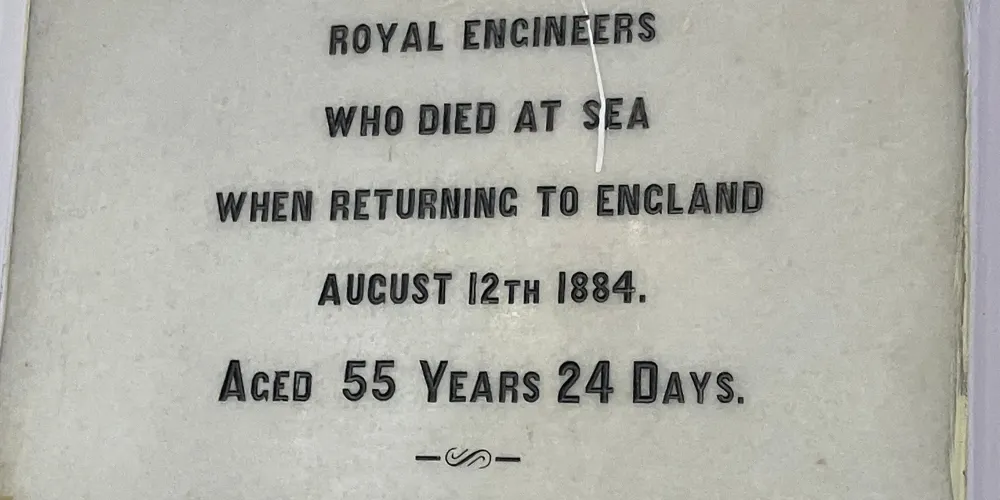 ROYAL ENGINEERS
WHO DIED AT SEA
WHEN RETURNING TO ENGLAND
AUGUST 12TH 1884.
AGED 55 YEARS 24 DAYS.